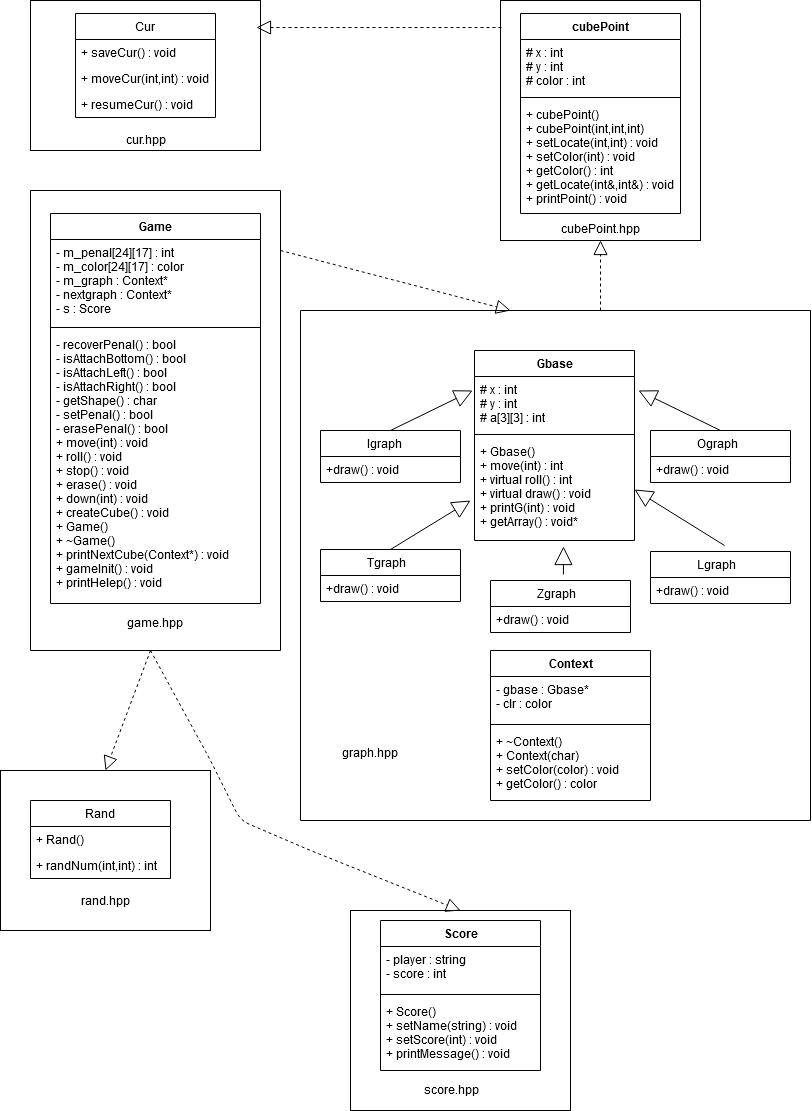 Cur
+ saveCur() : void
+ moveCur(int,int) : void
+ resumeCur() : void
cur.hpp
cubePoint
# x : int
# y : int
# color : int
+ cubePoint()
+ cubePoint(int,int,int)
+ setLocate(int,int) : void
+ setColor(int) : void
+ getColor() : int
+ getLocate(int&,int&) : void
+ printPoint() : void
cubePoint.hpp
Game
- m_penal[24][17] : int
- m_color[24][17] : color
- m_graph : Context*
- nextgraph : Context*
- s : Score
- recoverPenal() : bool
- isAttachBottom() : bool
- isAttachLeft() : bool
- isAttachRight() : bool
- getShape() : char
- setPenal() : bool
- erasePenal() : bool
+ move(int) : void
+ roll() : void
+ stop() : void
+ erase() : void
+ down(int) : void
+ createCube() : void
+ Game()
+ ~Game()
+ printNextCube(Context*) : void
+ gameInit() : void
+ printHelep() : void
game.hpp
Gbase
# x : int
# y : int
# a[3][3] : int
+ Gbase()
+ move(int) : int
+ virtual roll() : int
+ virtual draw() : void
+ printG(int) : void
+ getArray() : void*
Igraph
+draw() : void
Ograph
+draw() : void
Tgraph
+draw() : void
Lgraph
+draw() : void
Zgraph
+draw() : void
Context
- gbase : Gbase*
- clr : color
+ ~Context()
+ Context(char)
+ setColor(color) : void
+ getColor() : color
graph.hpp
Rand
+ Rand()
+ randNum(int,int) : int
rand.hpp
Score
- player : string
- score : int
+ Score()
+ setName(string) : void
+ setScore(int) : void
+ printMessage() : void
score.hpp